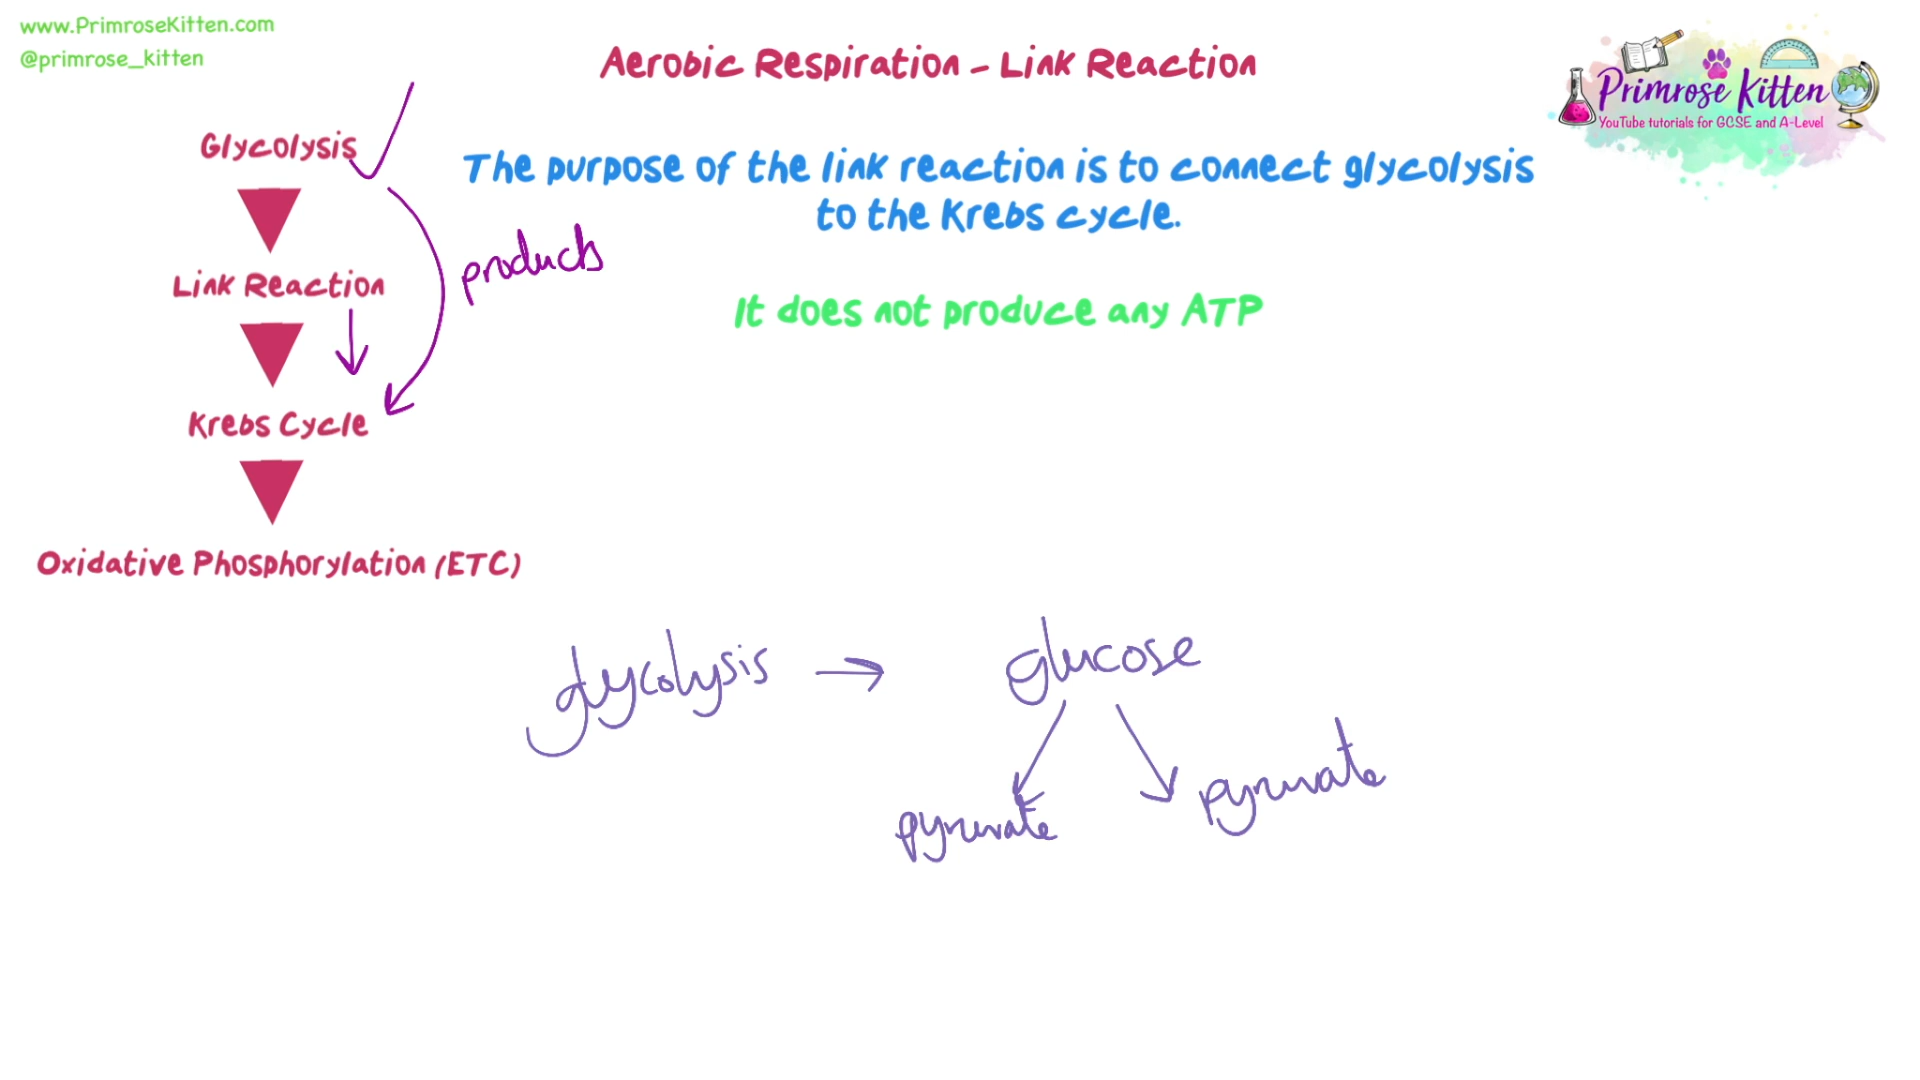 www.PrimroseKitten.com
@primrose_kitten
Aerobic Respiration - Link Reaction
Primrose Kitten
YouTube tutorials for GCSE and A-Level
Glycolysis
Link Reaction
Krebs Cycle
Oxidative Phosphorylation (ETC)
products
The purpose of the link reaction is to connect glycolysis
to the Krebs cycle.
It does not produce any ATP
glycolysis → glucose
pyruvate pyruvate